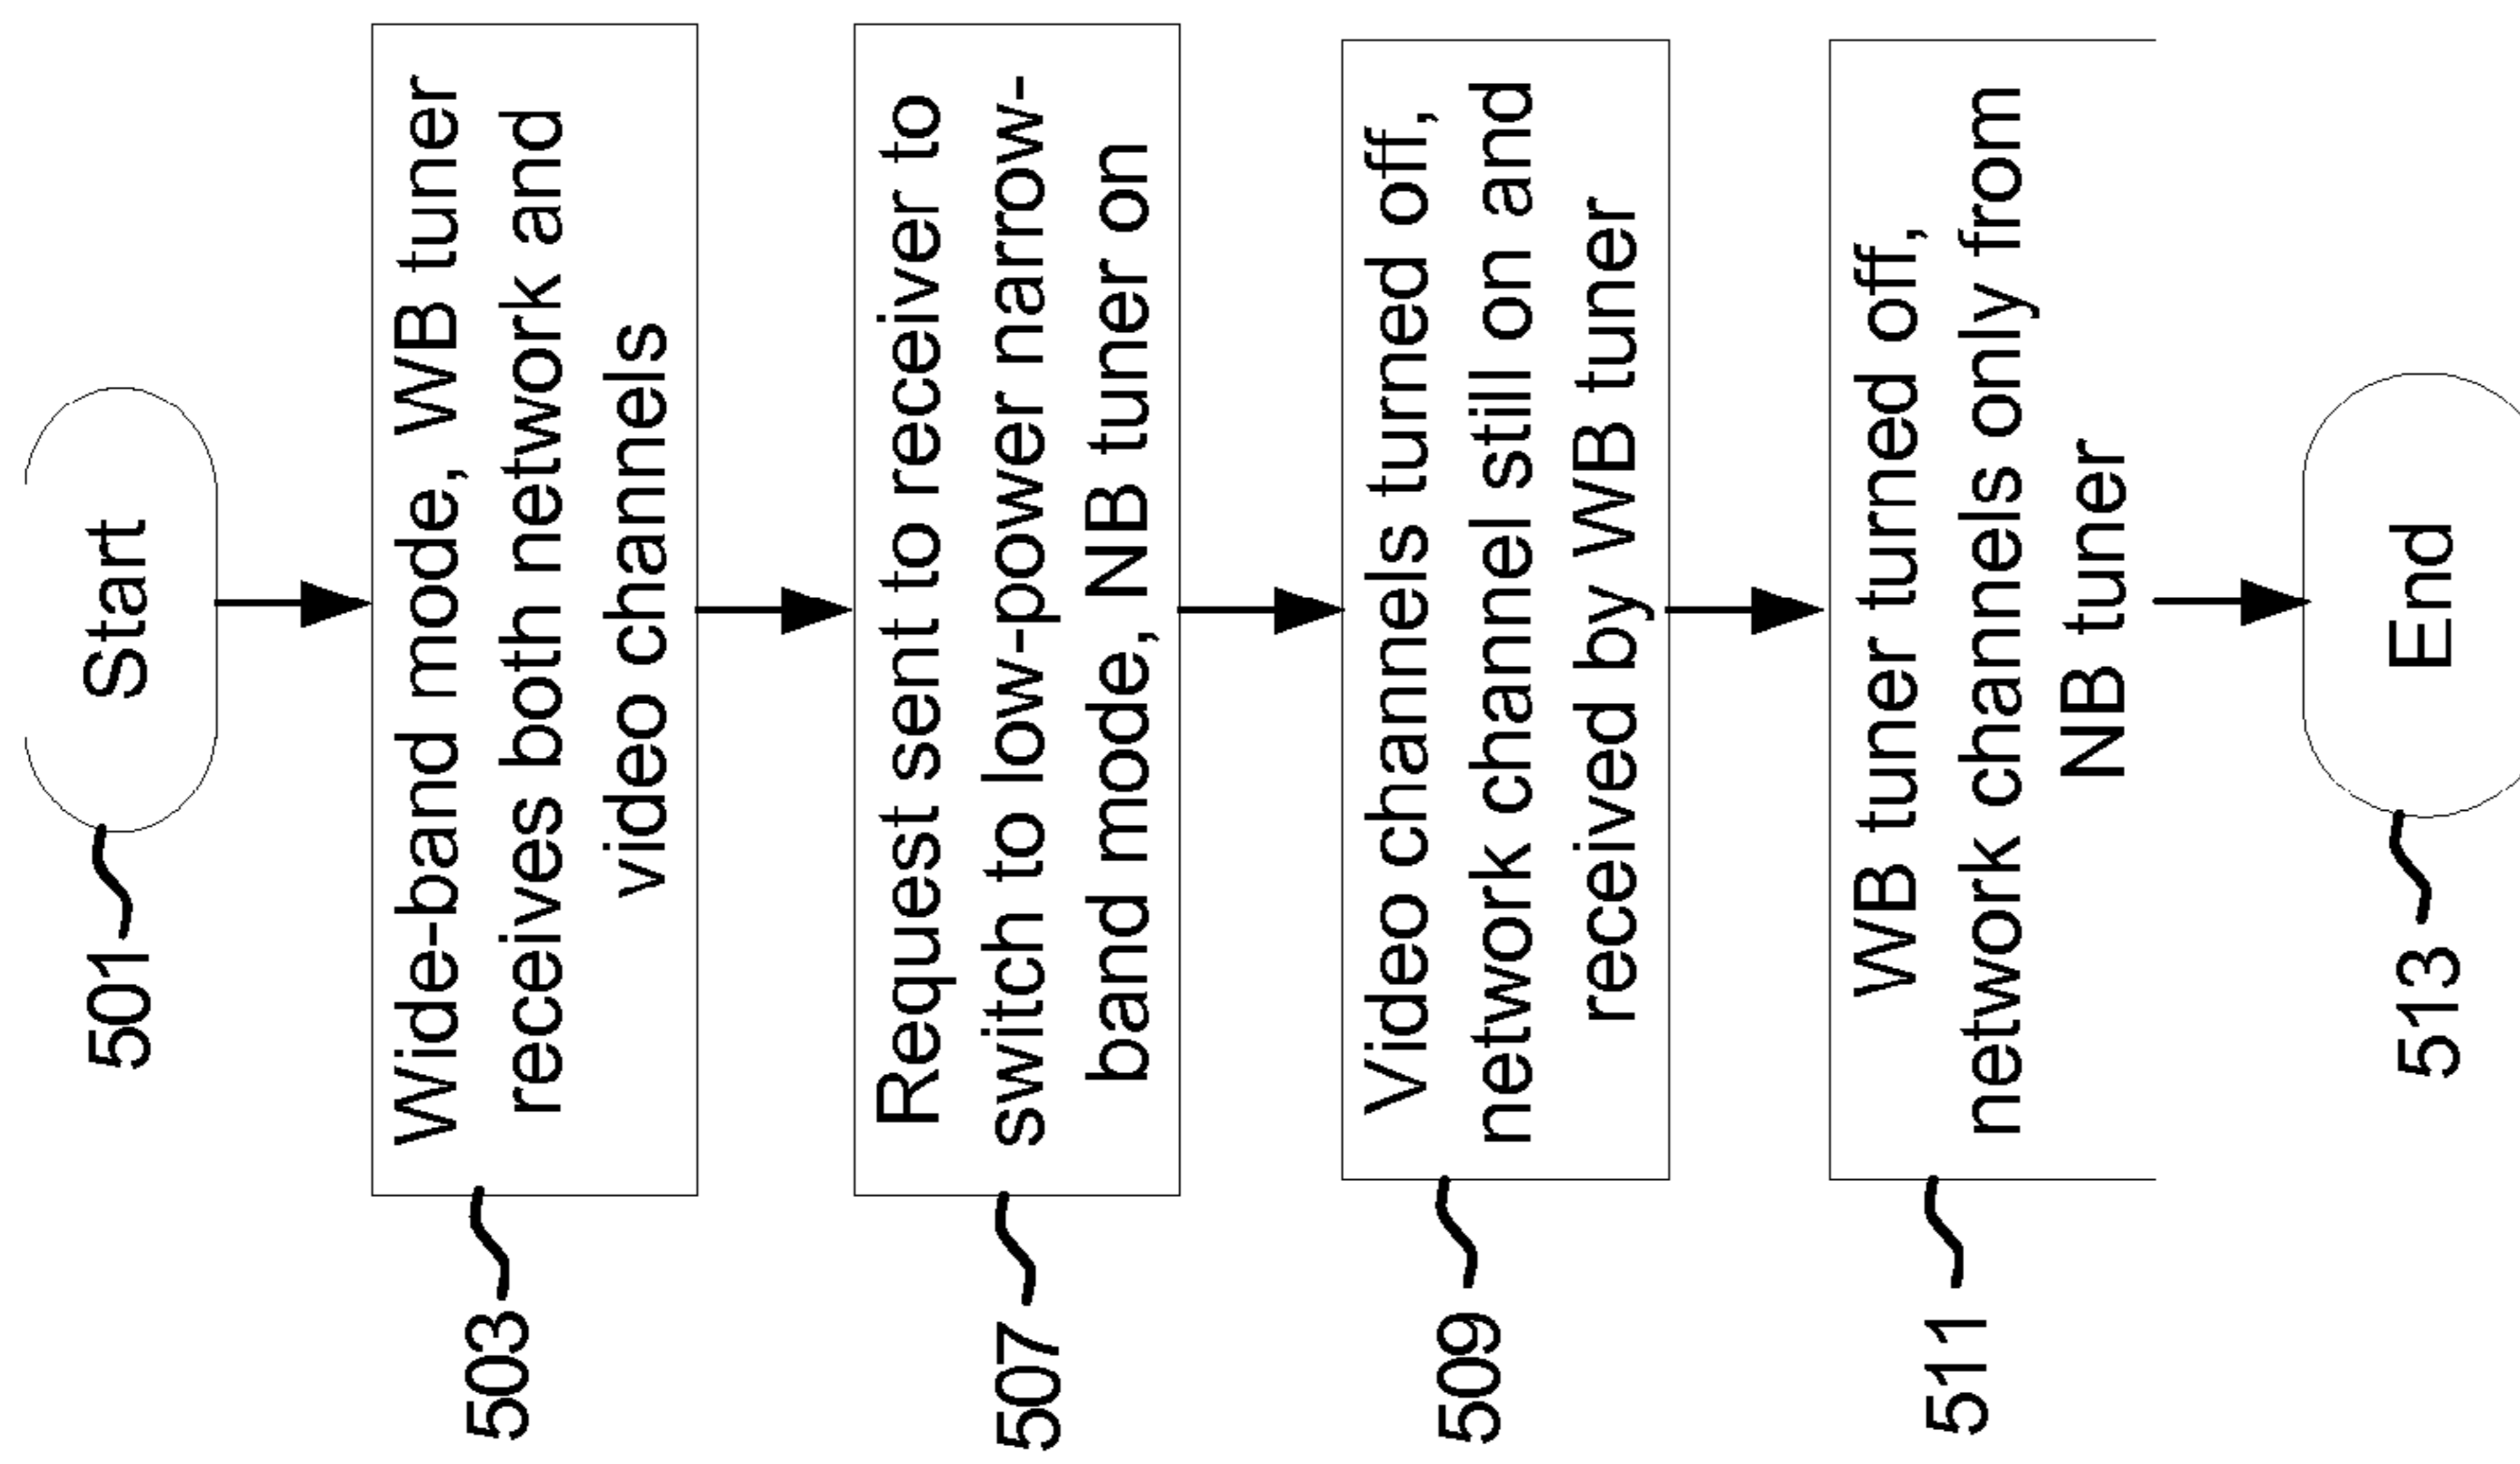 501
Start
503
Wide-band mode, WB tuner
receives both network and
video channels
507
Request sent to receiver to
switch to low-power narrow-
band mode, NB tuner on
509
Video channels turned off,
network channel still on and
received by WB tuner
511
WB tuner turned off,
network channels only from
NB tuner
513
End